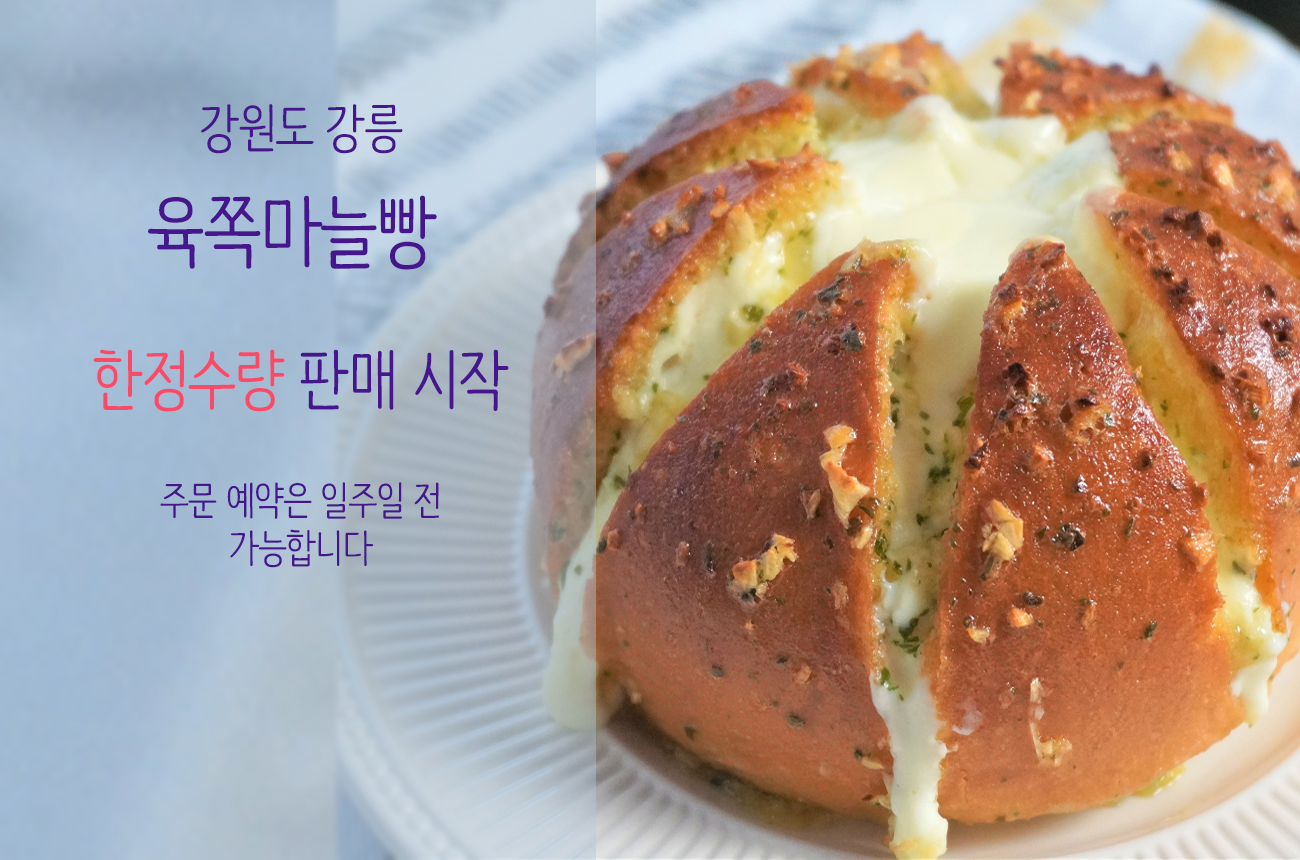 강원도 강릉
육쪽마늘빵
한정수량 판매 시작
주문 예약은 일주일 전
가능합니다